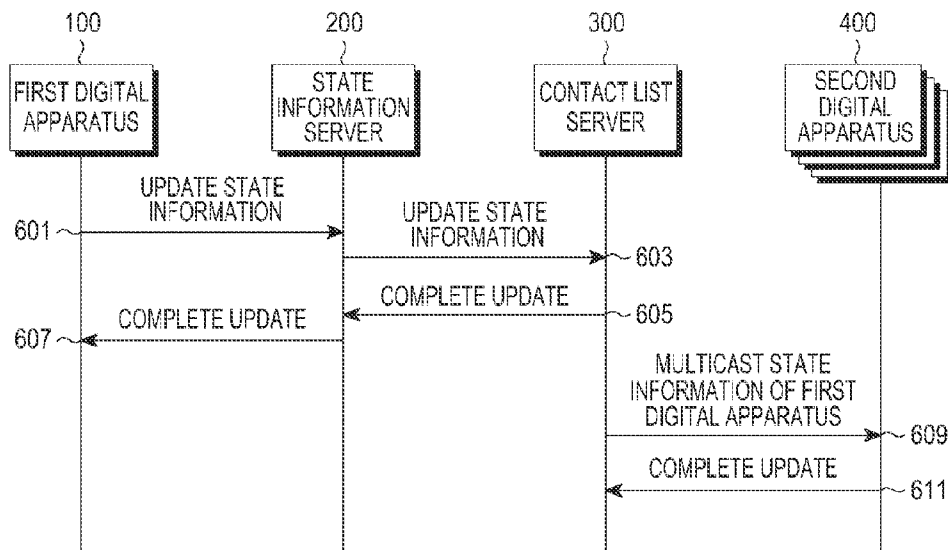 100
200
300
400
FIRST DIGITAL
APPARATUS
STATE
INFORMATION
SERVER
CONTACT LIST
SERVER
SECOND
DIGITAL
APPARATUS
UPDATE STATE
INFORMATION
601
UPDATE STATE
INFORMATION
603
COMPLETE UPDATE
605
COMPLETE UPDATE
607
MULTICAST STATE
INFORMATION OF FIRST
DIGITAL APPARATUS
609
COMPLETE UPDATE
611